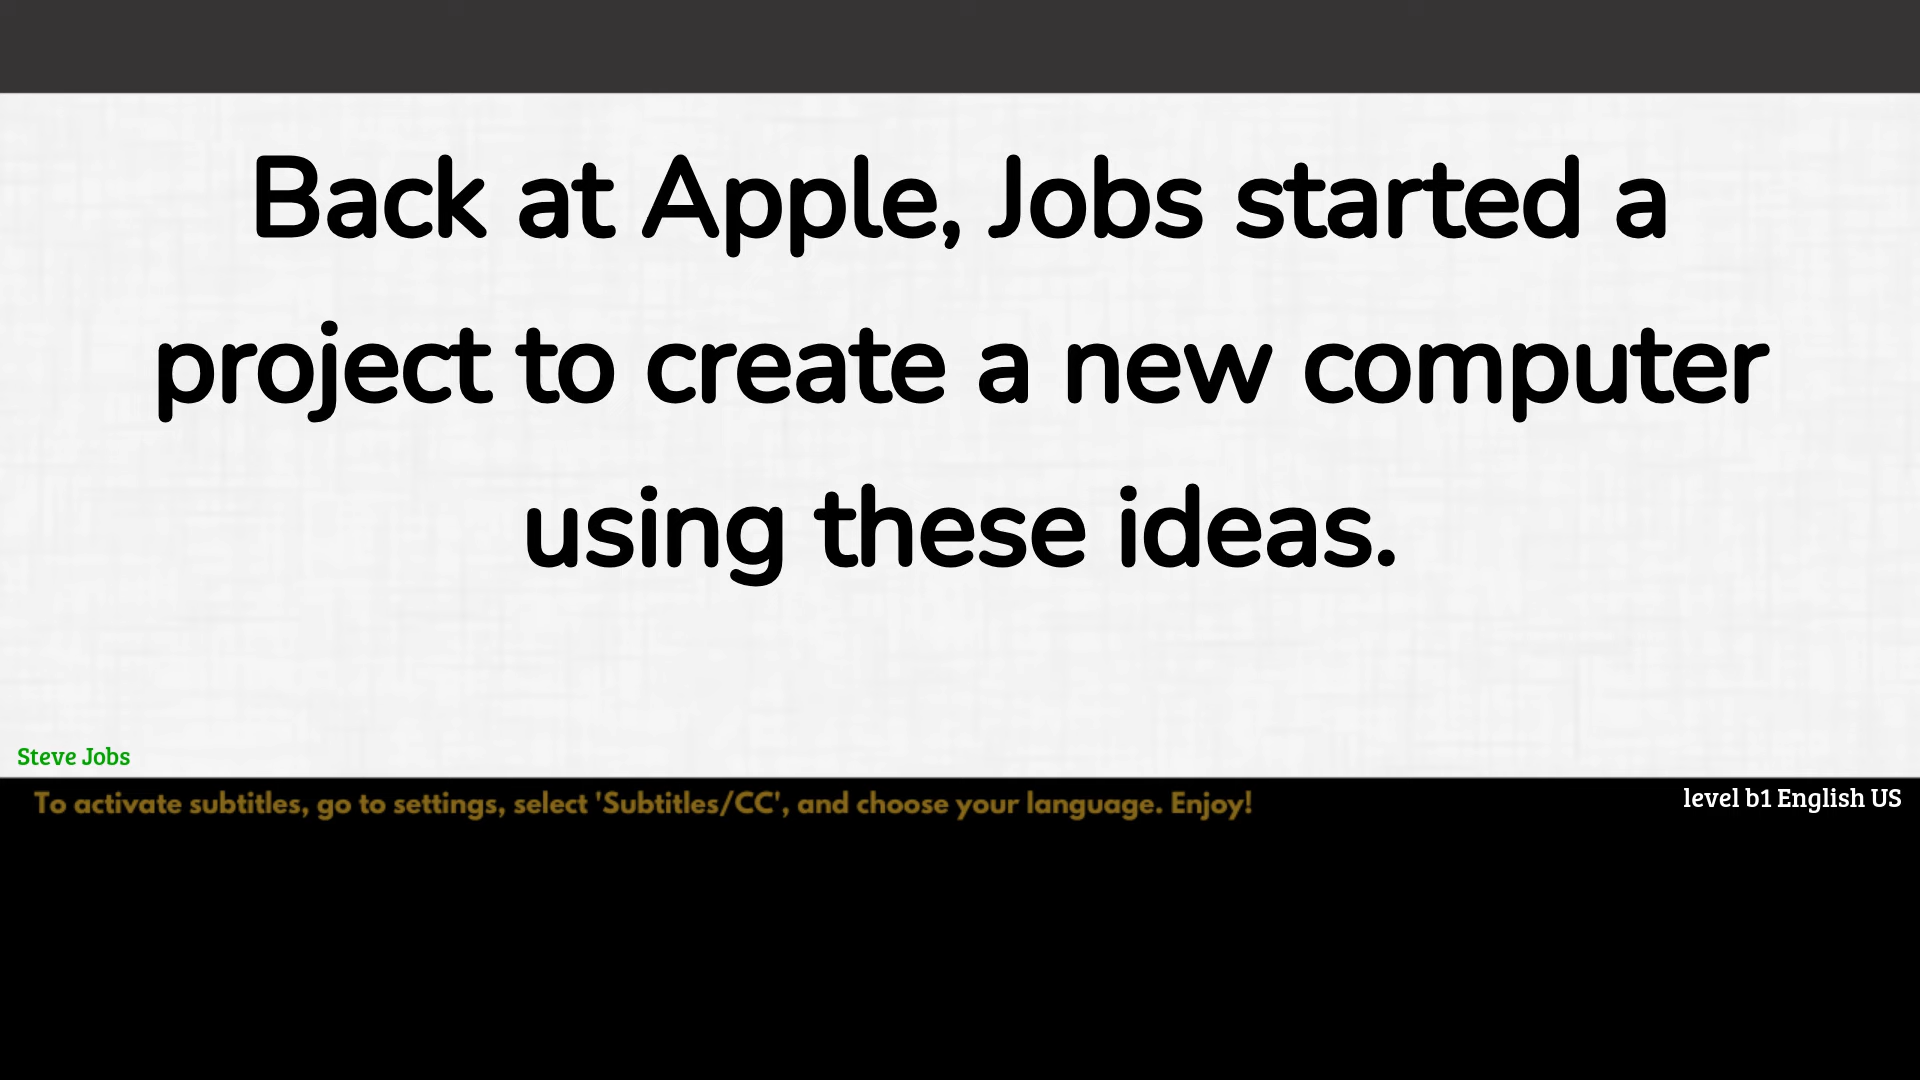 Back at Apple, Jobs started a
project to create a new computer
using these ideas.
Steve Jobs
To activate subtitles, go to settings, select 'Subtitles/CC', and choose your language. Enjoy!
level b1 English US